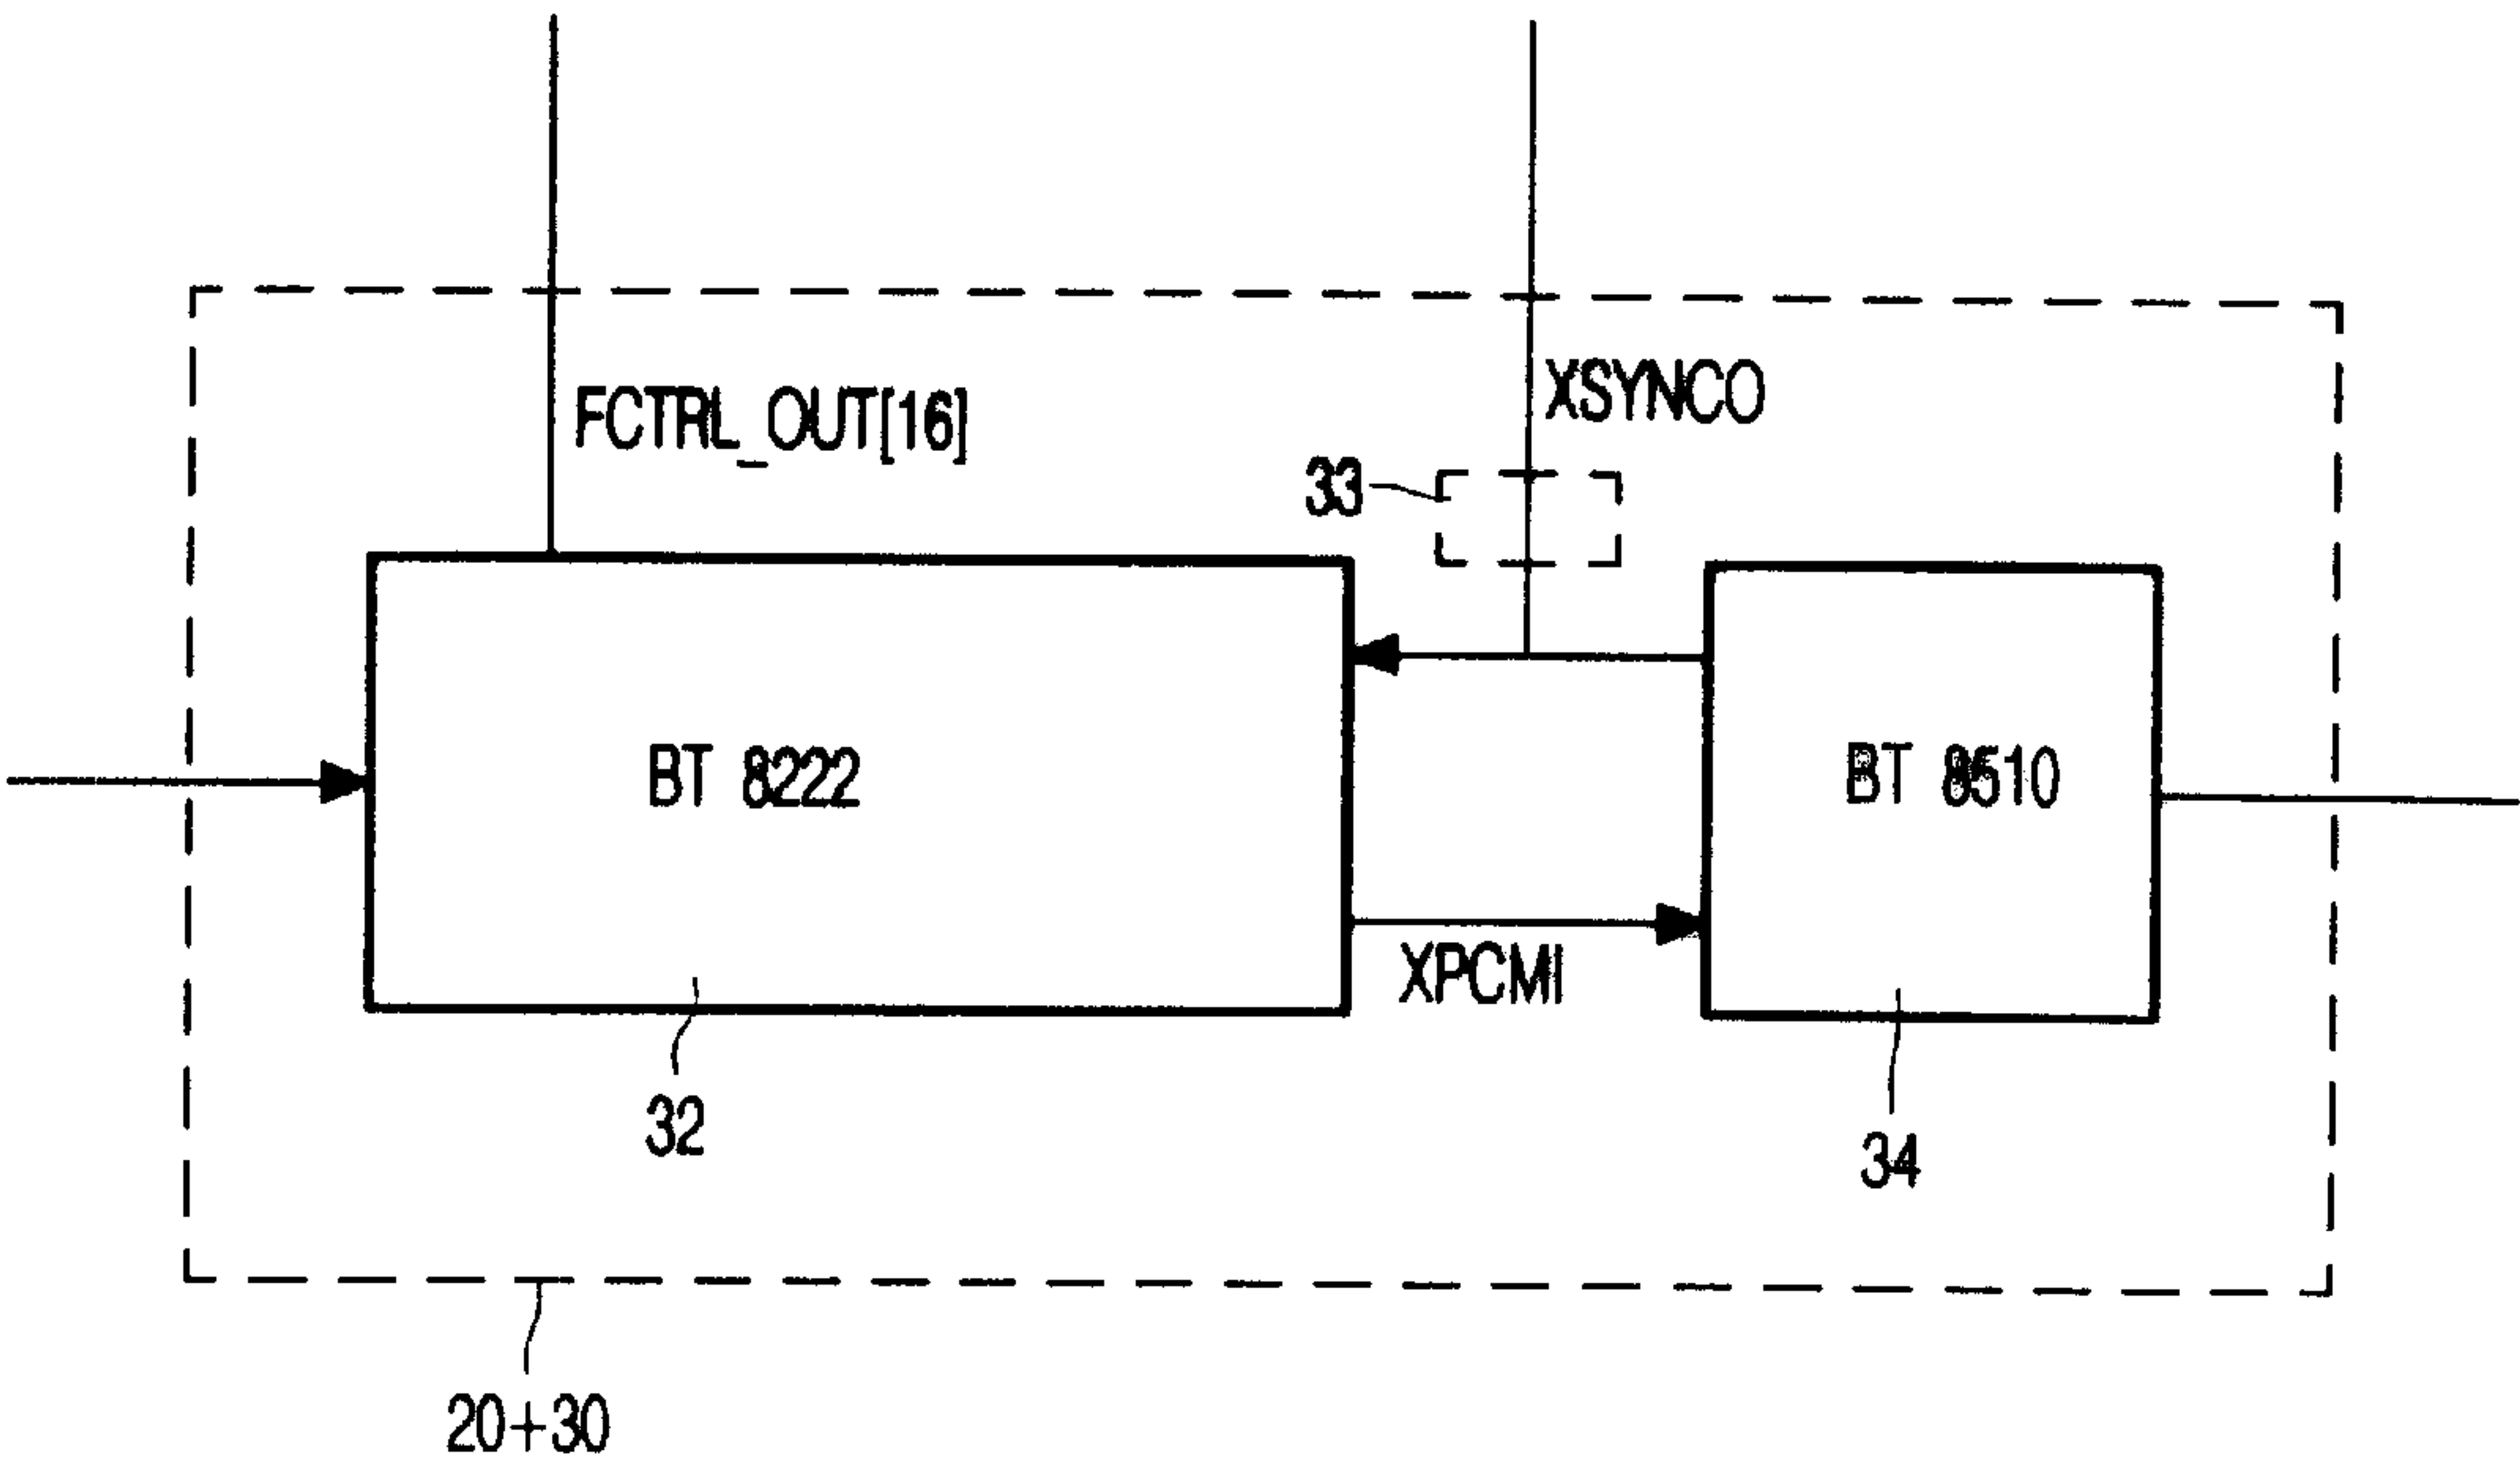 XSYNCO
FCTRL_OUT[16]
33
BT 8222
BT 8510
XPCMI
32
34
20+30